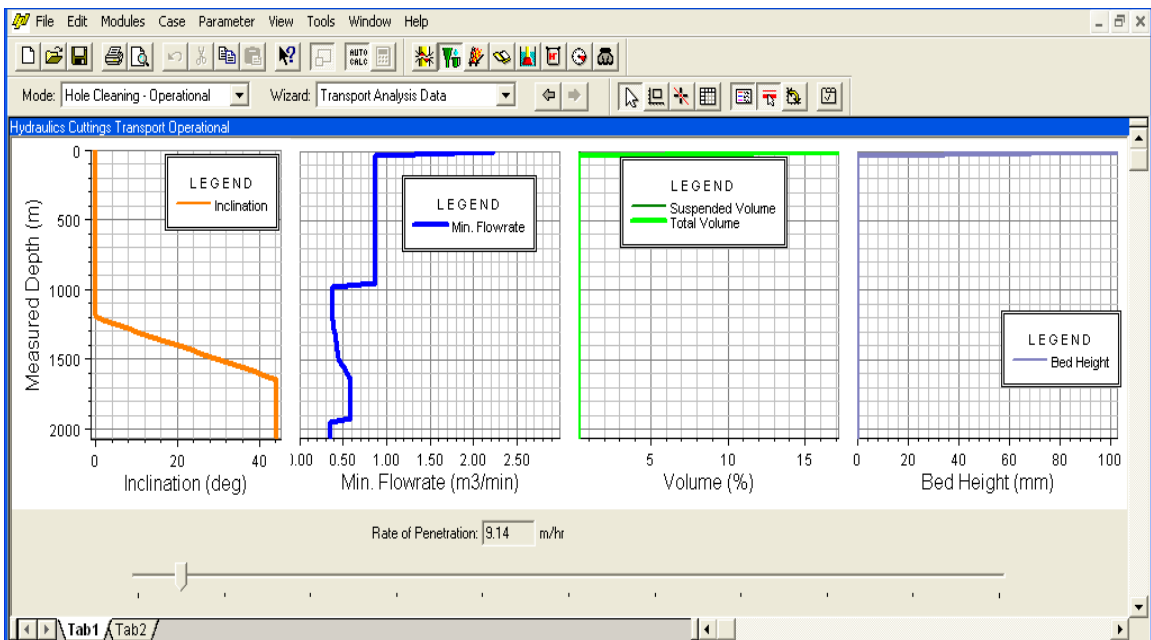 File Edit Modules Case Parameter View Tools Window Help
AUTO CALC
Mode: Hole Cleaning - Operational Wizard: Transport Analysis Data
Hydraulics Cuttings Transport Operational
Measured Depth (m)
0
500
1000
1500
2000
LEGEND
Inclination
0 20 40
Inclination (deg)
LEGEND
Min. Flowrate
0.00 0.50 1.00 1.50 2.00 2.50
Min. Flowrate (m3/min)
LEGEND
Suspended Volume
Total Volume
5 10 15
Volume (%)
LEGEND
Bed Height
0 20 40 60 80 100
Bed Height (mm)
Rate of Penetration: 9.14 m/hr
Tab1 Tab2